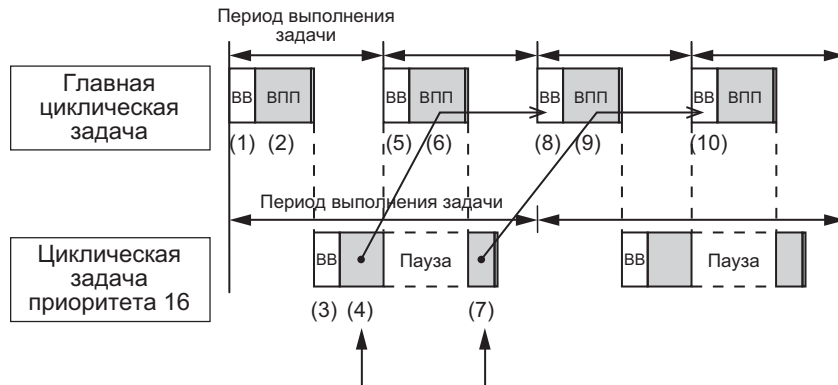 Период выполнения
задачи
Главная
циклическая
задача
ВВ ВПП ВВ ВПП ВВ ВПП ВВ ВПП
(1) (2) (5) (6) (8) (9) (10)
Период выполнения задачи
Циклическая
задача
приоритета 16
ВВ Пауза ВВ Пауза
(3) (4) (7)